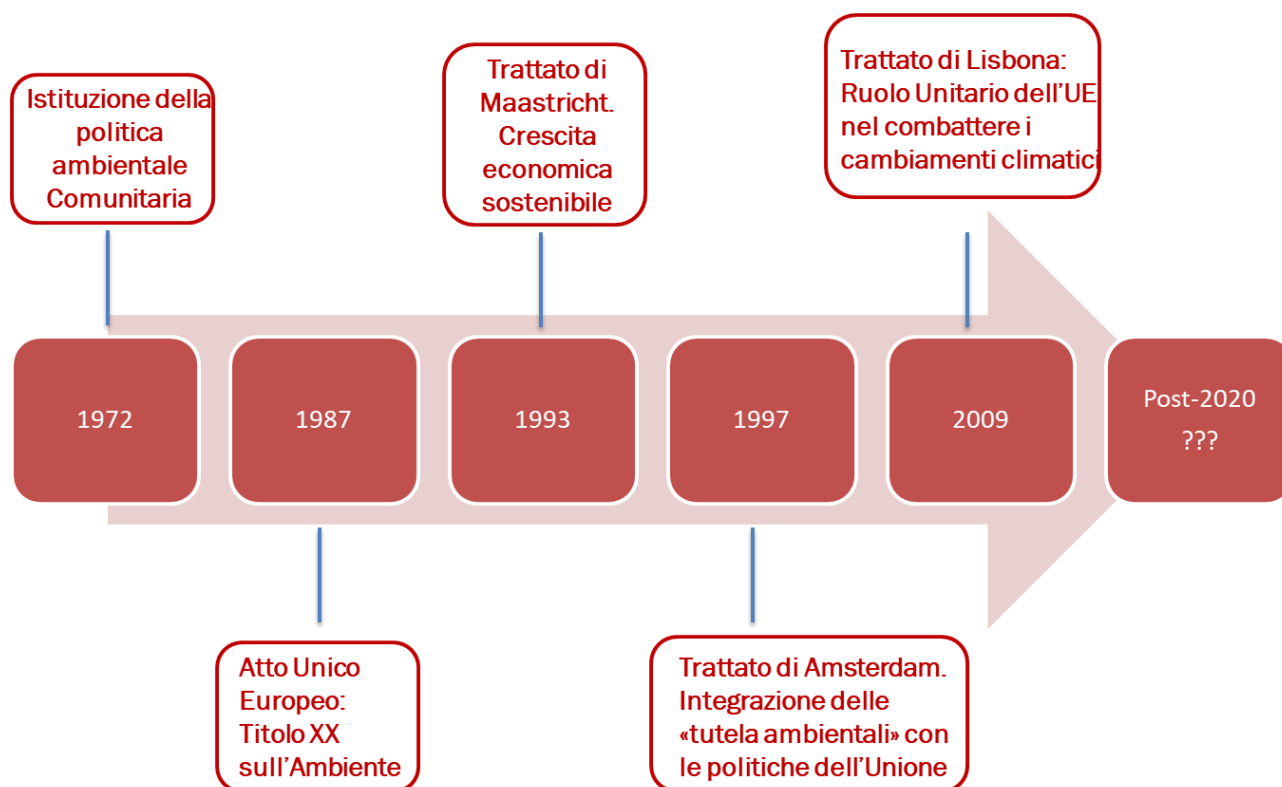 Istituzione della
politica
ambientale
Comunitaria
Trattato di
Maastricht.
Crescita
economica
sostenibile
Trattato di Lisbona:
Ruolo Unitario dell'UE
nel combattere i
cambiamenti climatici
1972
1987
1993
1997
2009
Post-2020
???
Atto Unico
Europeo:
Titolo XX
sull'Ambiente
Trattato di Amsterdam.
Integrazione delle
«tutela ambientali» con
le politiche dell'Unione